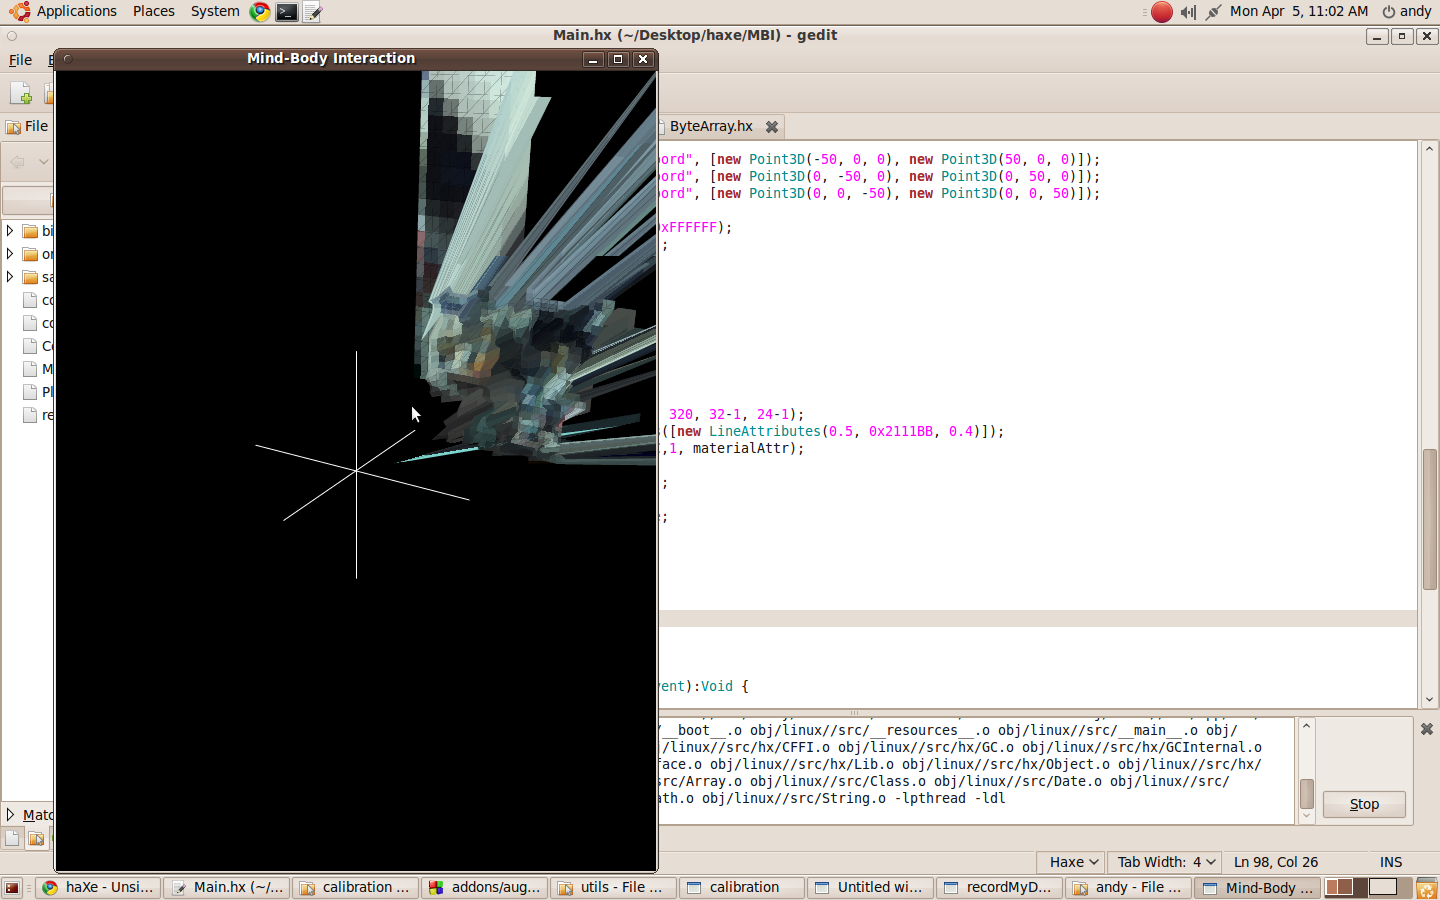 Applications Places System Mon Apr 5, 11:02 AM andy
Main.hx (~/Desktop/haxe/MBI) - gedit
File
Mind-Body Interaction
File
ByteArray.hx
bi
or
sa
co
co
Co
M
Pl
re
ord", [new Point3D(-50, 0, 0), new Point3D(50, 0, 0)]);
ord", [new Point3D(0, -50, 0), new Point3D(0, 50, 0)]);
ord", [new Point3D(0, 0, -50), new Point3D(0, 0, 50)]);
xFFFFFF);
;
320, 32-1, 24-1);
s([new LineAttributes(0.5, 0x2111BB, 0.4)]);
,1, materialAttr);
;
;
vent):Void {
/__boot__.o obj/linux//src/__resources__.o obj/linux//src/__main__.o obj/
/linux//src/hx/CFFI.o obj/linux//src/hx/GC.o obj/linux//src/hx/GCInternal.o
face.o obj/linux//src/hx/Lib.o obj/linux//src/hx/Object.o obj/linux//src/hx/
src/Array.o obj/linux//src/Class.o obj/linux//src/Date.o obj/linux//src/
ath.o obj/linux//src/String.o -lpthread -ldl
Stop
Matc
Haxe Tab Width: 4 Ln 98, Col 26 INS
haXe - Unsi... Main.hx (~/... calibration ... addons/aug... utils - File ... calibration Untitled wi... recordMyD... andy - File ... Mind-Body ...